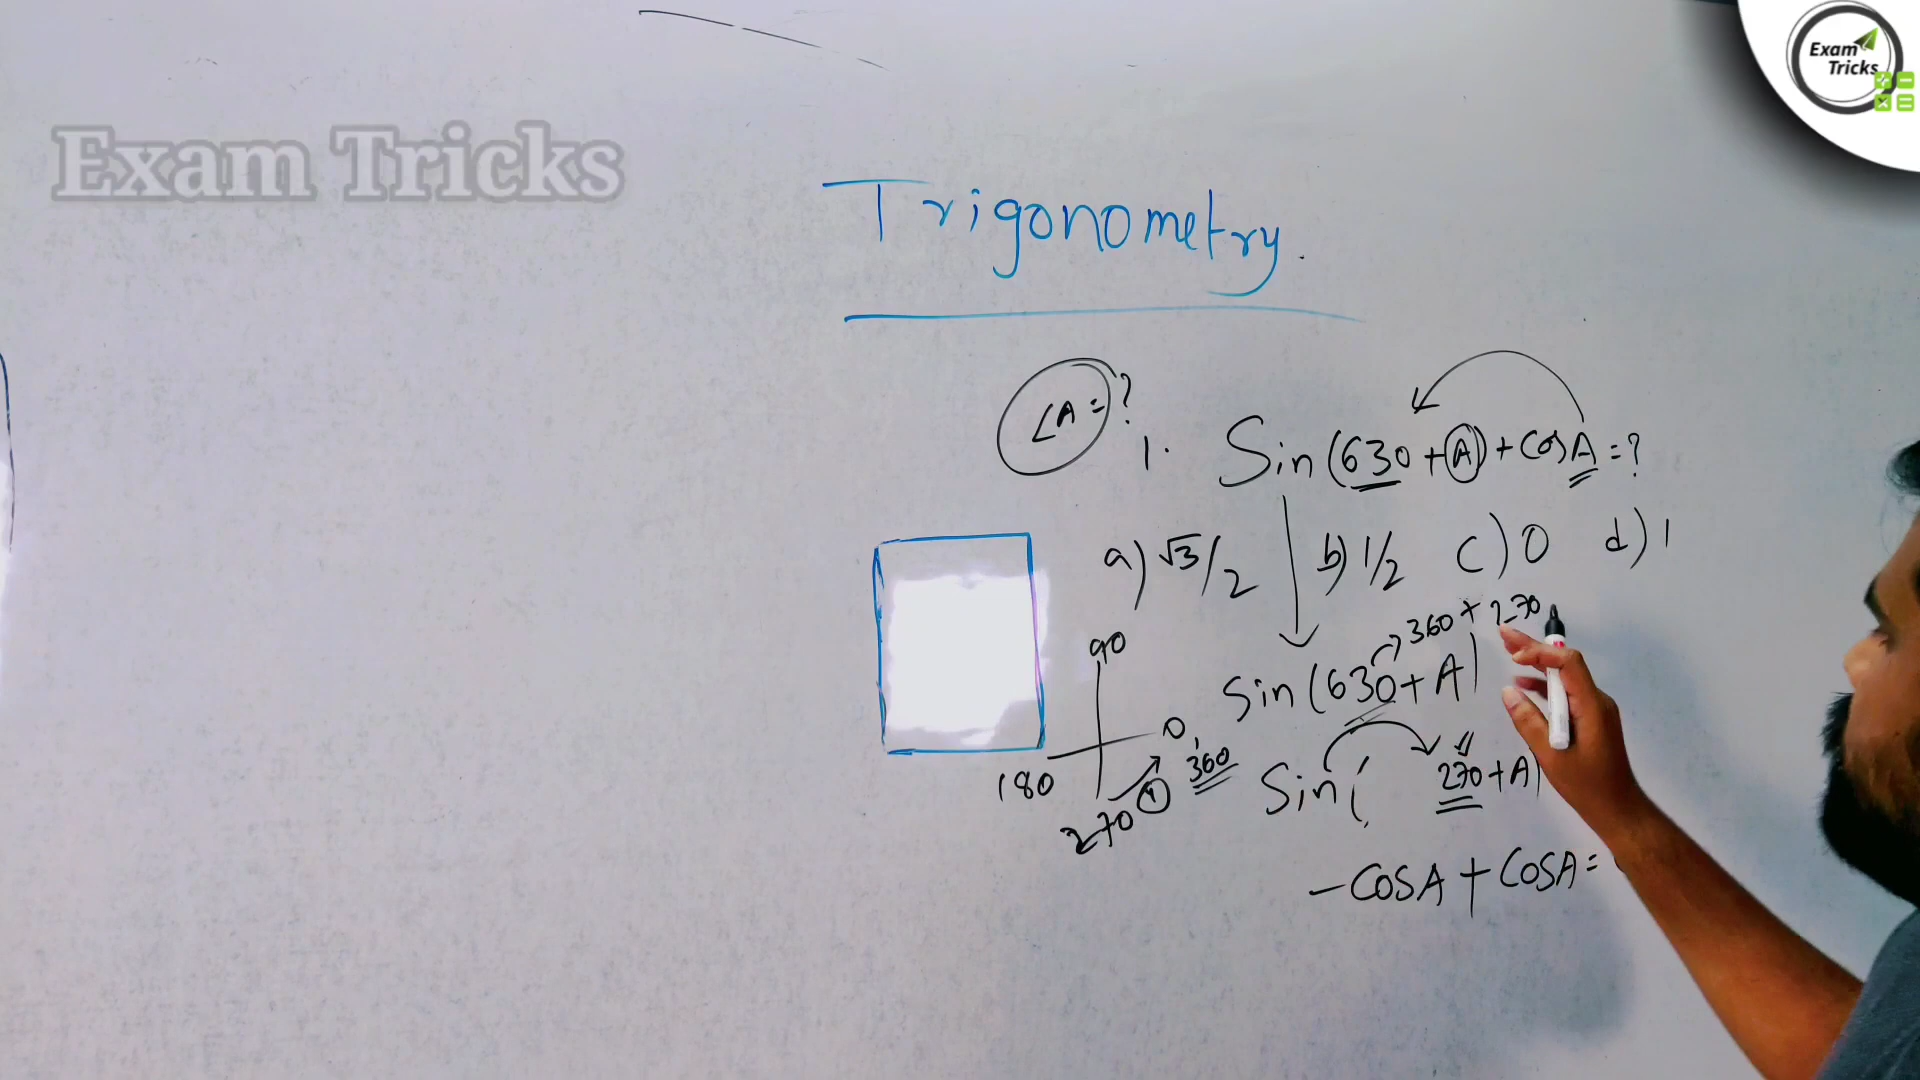 Exam Tricks
Exam Tricks
Trigonometry.
∠A = ?
1. Sin(630 + A) + cosA = ?
a) √3/2 b) 1/2 c) 0 d) 1
360 + 270
Sin(630 + A)
90
0, 360
180
270
Sin( 270 + A)
-COSA + COSA =